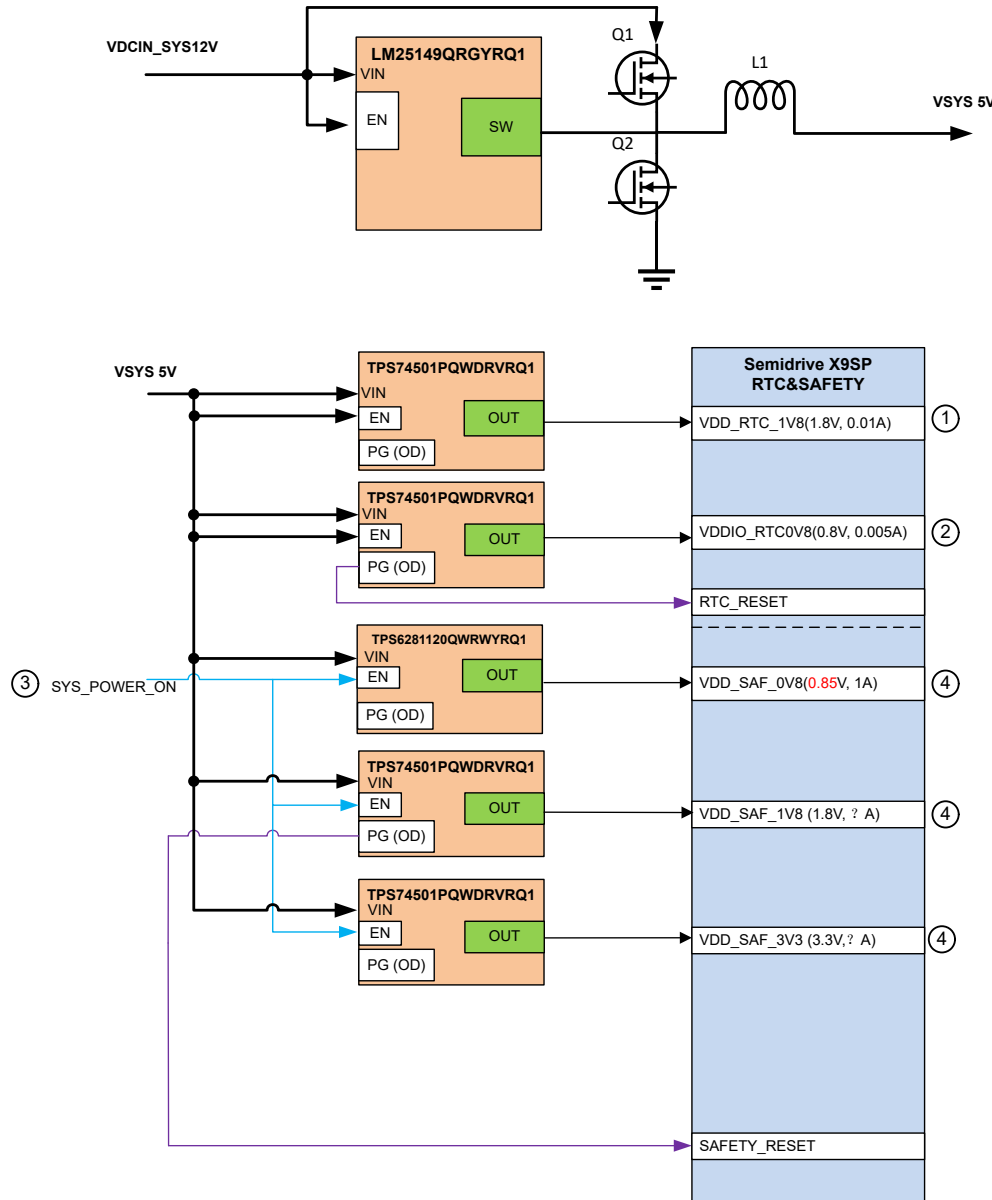 VDCIN_SYS12V
LM25149QRGYRQ1
VIN
EN
SW
Q1
Q2
L1
VSYS 5V
VSYS 5V
TPS74501PQWDRVRQ1
VIN
EN
PG (OD)
OUT
TPS74501PQWDRVRQ1
VIN
EN
PG (OD)
OUT
③ SYS_POWER_ON
TPS6281120QWRWYRQ1
VIN
EN
PG (OD)
OUT
TPS74501PQWDRVRQ1
VIN
EN
PG (OD)
OUT
TPS74501PQWDRVRQ1
VIN
EN
PG (OD)
OUT
Semidrive X9SP
RTC&SAFETY
VDD_RTC_1V8(1.8V, 0.01A) ①
VDDIO_RTC0V8(0.8V, 0.005A) ②
RTC_RESET
VDD_SAF_0V8(0.85V, 1A) ④
VDD_SAF_1V8 (1.8V, ? A) ④
VDD_SAF_3V3 (3.3V,? A) ④
SAFETY_RESET